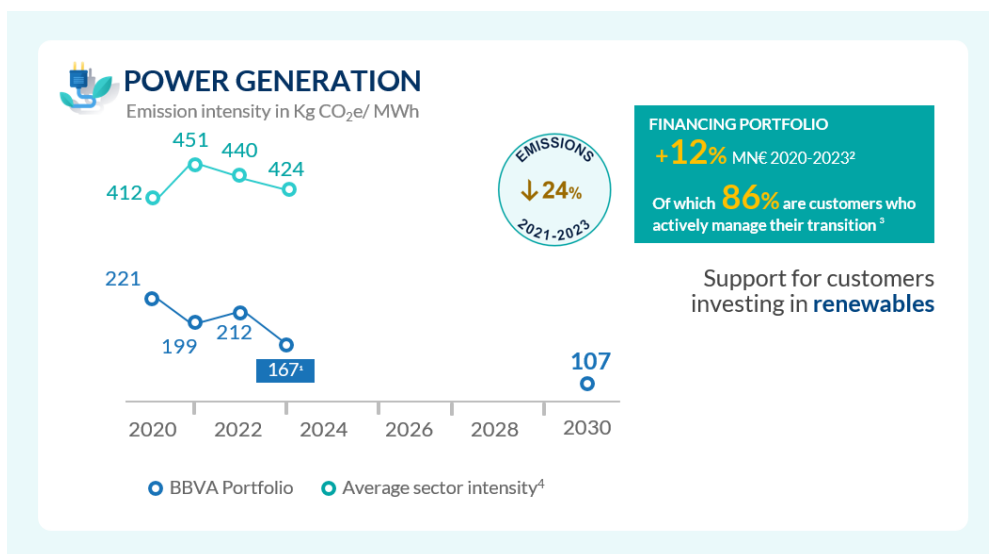 POWER GENERATION
Emission intensity in Kg CO₂e/ MWh
451
440
424
412
221
199
212
167¹
107
2020
2022
2024
2026
2028
2030
BBVA Portfolio
Average sector intensity⁴
EMISSIONS
↓24%
2021-2023
FINANCING PORTFOLIO
+12% MN€ 2020-2023²
Of which 86% are customers who
actively manage their transition ³
Support for customers
investing in renewables